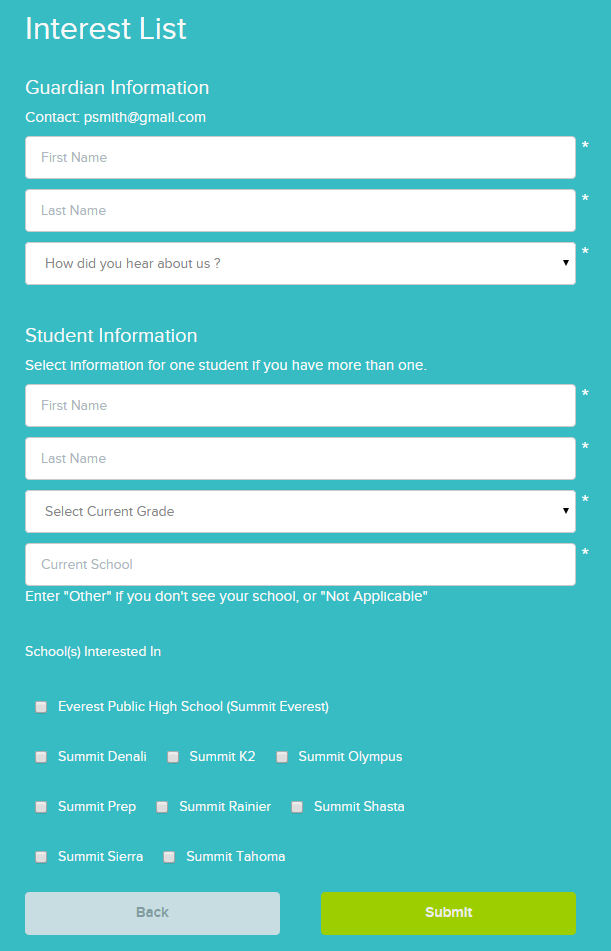 Interest List
Guardian Information
Contact: psmith@gmail.com
First Name *
Last Name *
How did you hear about us ? *
Student Information
Select information for one student if you have more than one.
First Name *
Last Name *
Select Current Grade *
Current School *
Enter "Other" if you don't see your school, or "Not Applicable"
School(s) Interested In
Everest Public High School (Summit Everest)
Summit Denali Summit K2 Summit Olympus
Summit Prep Summit Rainier Summit Shasta
Summit Sierra Summit Tahoma
Back Submit